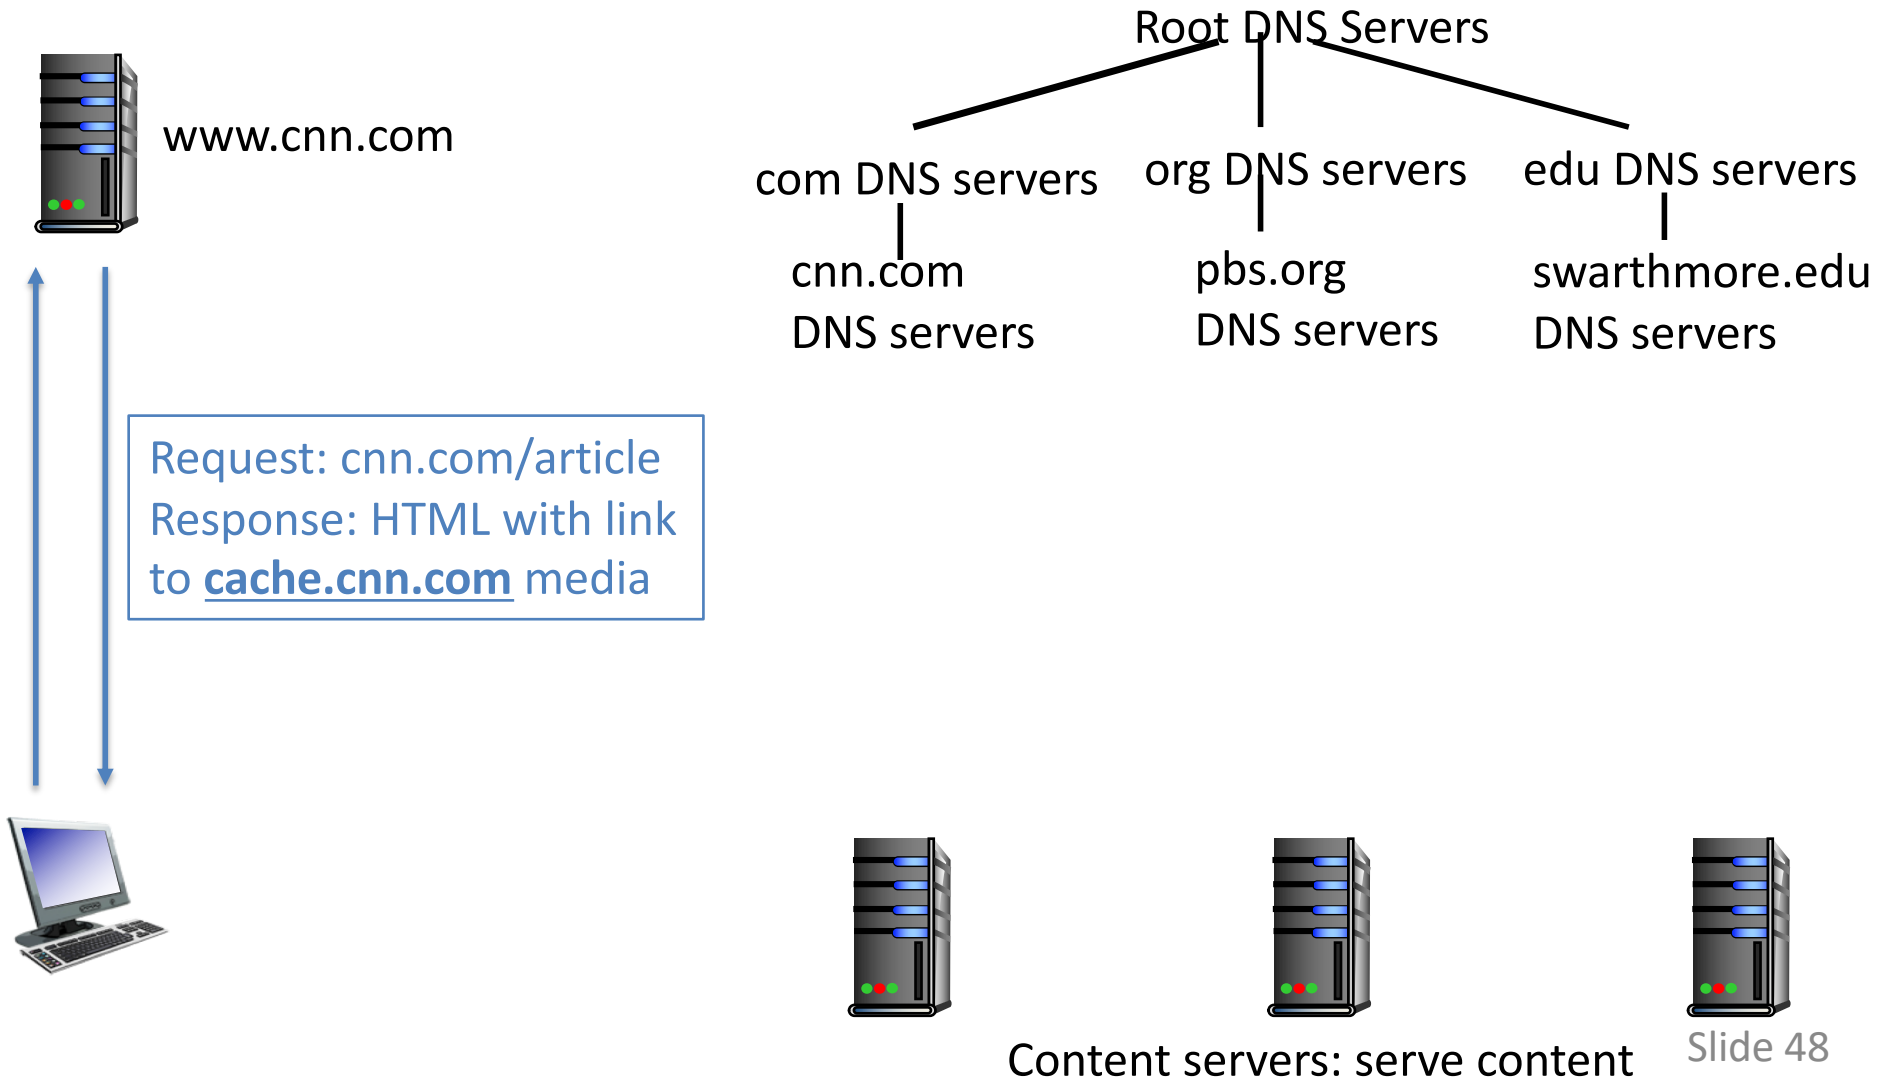 Root DNS Servers
www.cnn.com
com DNS servers
org DNS servers
edu DNS servers
cnn.com
DNS servers
pbs.org
DNS servers
swarthmore.edu
DNS servers
Request: cnn.com/article
Response: HTML with link
to cache.cnn.com media
Content servers: serve content
Slide 48